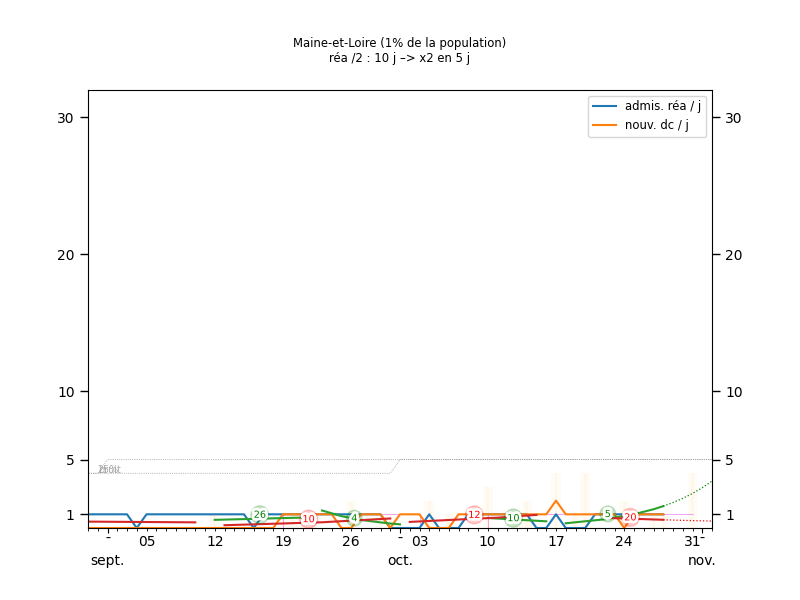 Maine-et-Loire (1% de la population)
réa /2 : 10 j –> x2 en 5 j
admis. réa / j
nouv. dc / j
30 30
20 20
10 10
5 5
1 1
26 10 4 12 10 5 20
- 05 12 19 26 - 03 10 17 24 31-
sept. oct. nov.